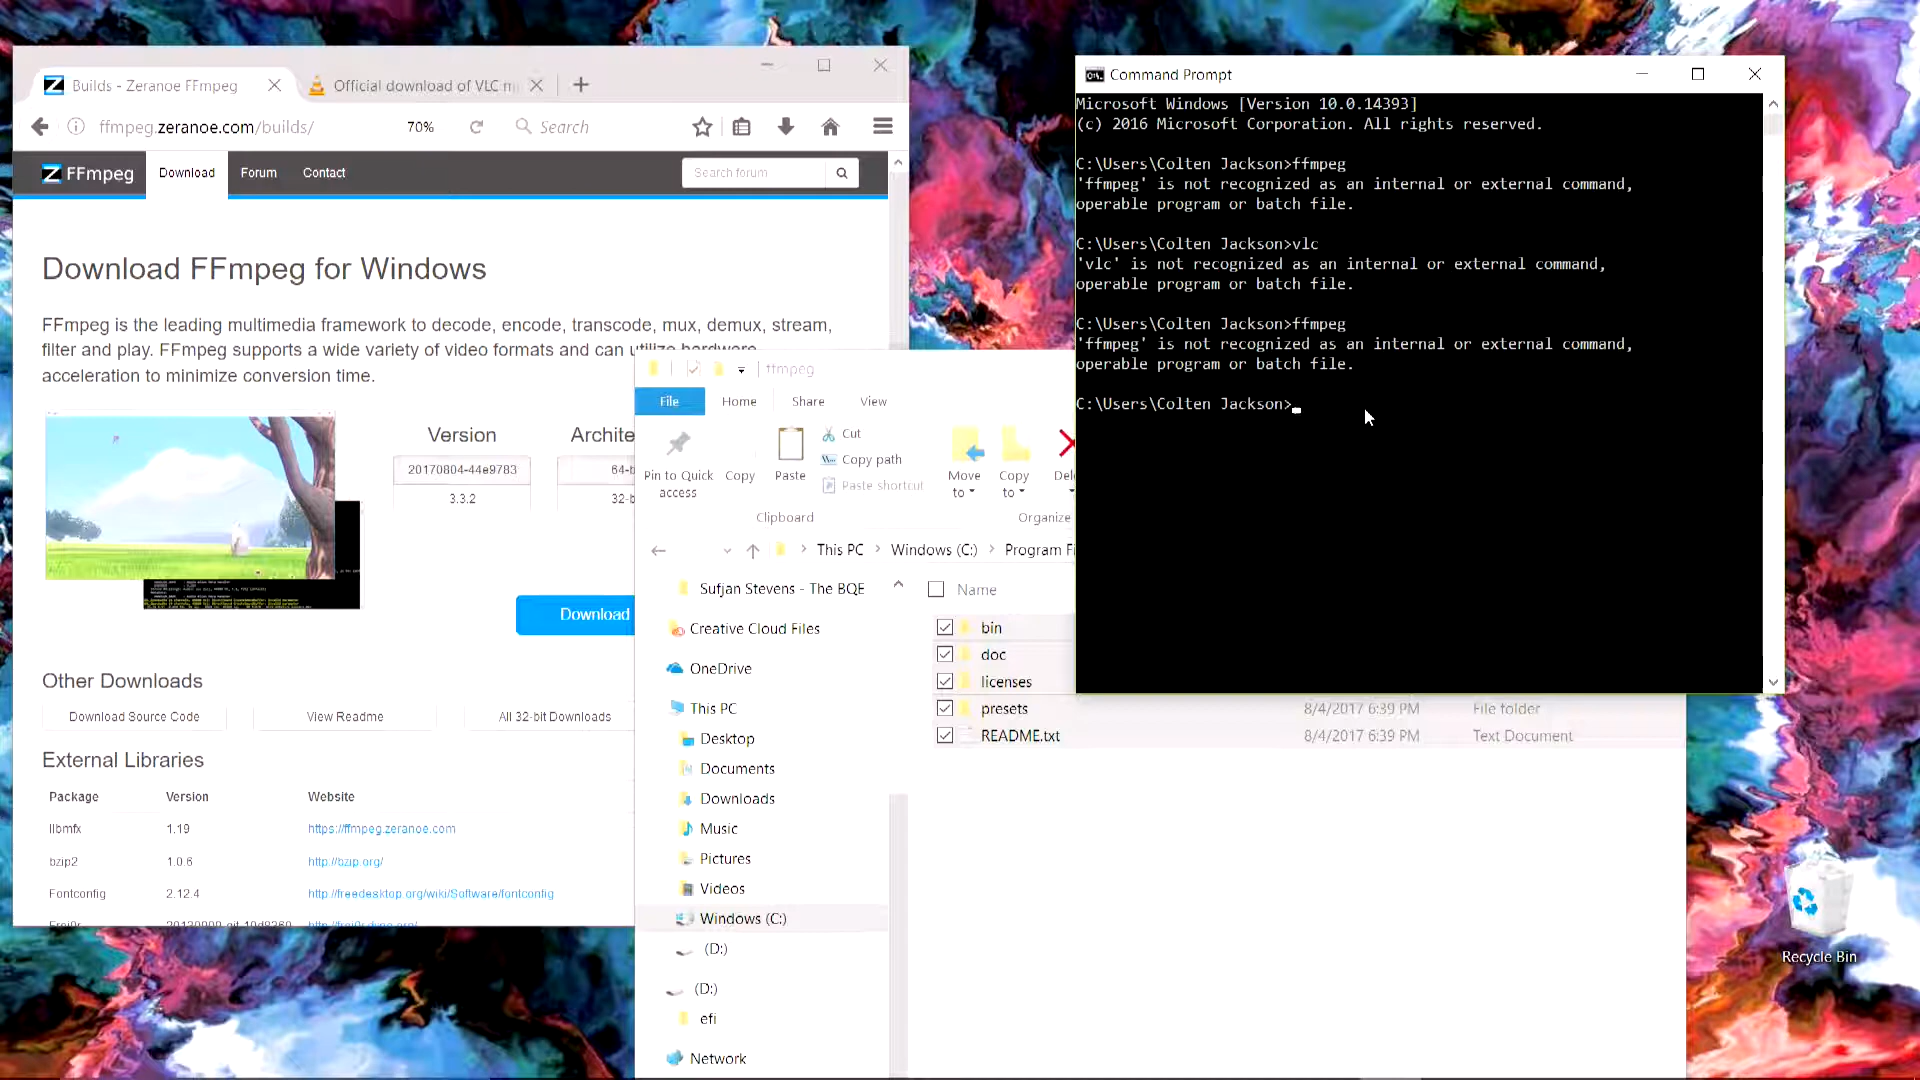 Builds - Zeranoe FFmpeg
Official download of VLC m
ffmpeg.zeranoe.com/builds/
70%
Search
FFmpeg
Download
Forum
Contact
Search forum
Download FFmpeg for Windows
FFmpeg is the leading multimedia framework to decode, encode, transcode, mux, demux, stream,
filter and play. FFmpeg supports a wide variety of video formats and can utilize hardware
acceleration to minimize conversion time.
Version
Archite
20170804-44e9783
64-b
3.3.2
32-b
Download
Other Downloads
Download Source Code
View Readme
All 32-bit Downloads
External Libraries
Package Version Website
libmfx 1.19 https://ffmpeg.zeranoe.com
bzip2 1.0.6 http://bzip.org/
Fontconfig 2.12.4 http://freedesktop.org/wiki/Software/fontconfig
ffmpeg
File
Home
Share
View
Pin to Quick
access
Copy
Paste
Cut
Copy path
Paste shortcut
Move
to
Copy
to
Dele
Clipboard
Organize
This PC
Windows (C:)
Program Fi
Sufjan Stevens - The BQE
Creative Cloud Files
OneDrive
This PC
Desktop
Documents
Downloads
Music
Pictures
Videos
Windows (C:)
(D:)
(D:)
efi
Network
Name
bin
doc
licenses
presets 8/4/2017 6:39 PM File folder
README.txt 8/4/2017 6:39 PM Text Document
Command Prompt
Microsoft Windows [Version 10.0.14393]
(c) 2016 Microsoft Corporation. All rights reserved.
C:\Users\Colten Jackson>ffmpeg
'ffmpeg' is not recognized as an internal or external command,
operable program or batch file.
C:\Users\Colten Jackson>vlc
'vlc' is not recognized as an internal or external command,
operable program or batch file.
C:\Users\Colten Jackson>ffmpeg
'ffmpeg' is not recognized as an internal or external command,
operable program or batch file.
C:\Users\Colten Jackson>
Recycle Bin